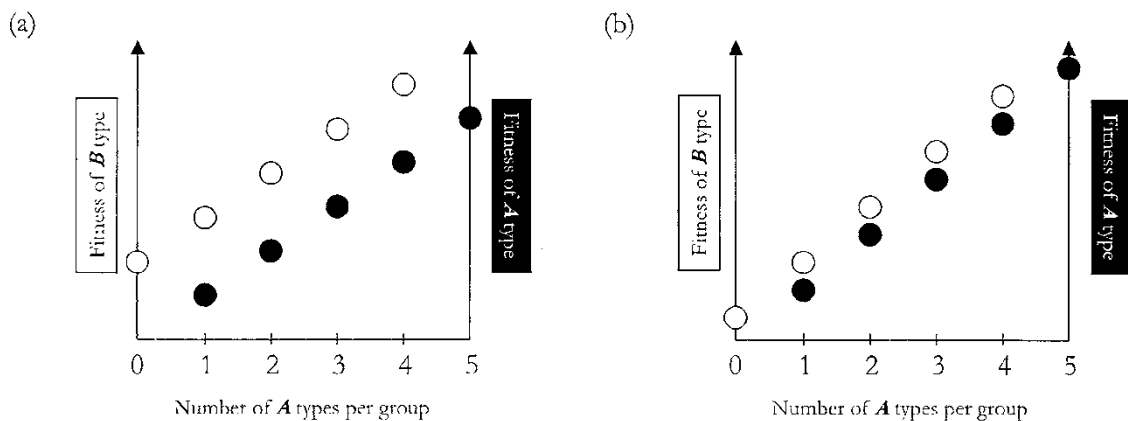 (a)
Fitness of B type
Fitness of A type
0 1 2 3 4 5
Number of A types per group
(b)
Fitness of B type
Fitness of A type
0 1 2 3 4 5
Number of A types per group